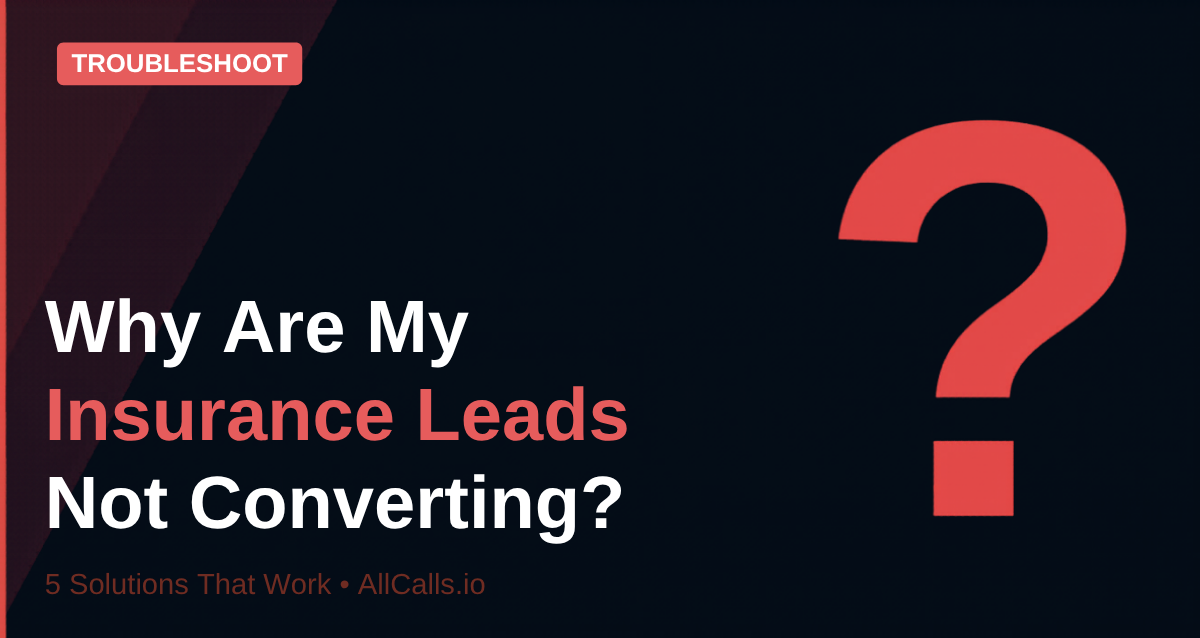 TROUBLESHOOT
Why Are My
Insurance Leads
Not Converting?
5 Solutions That Work • AllCalls.io
?